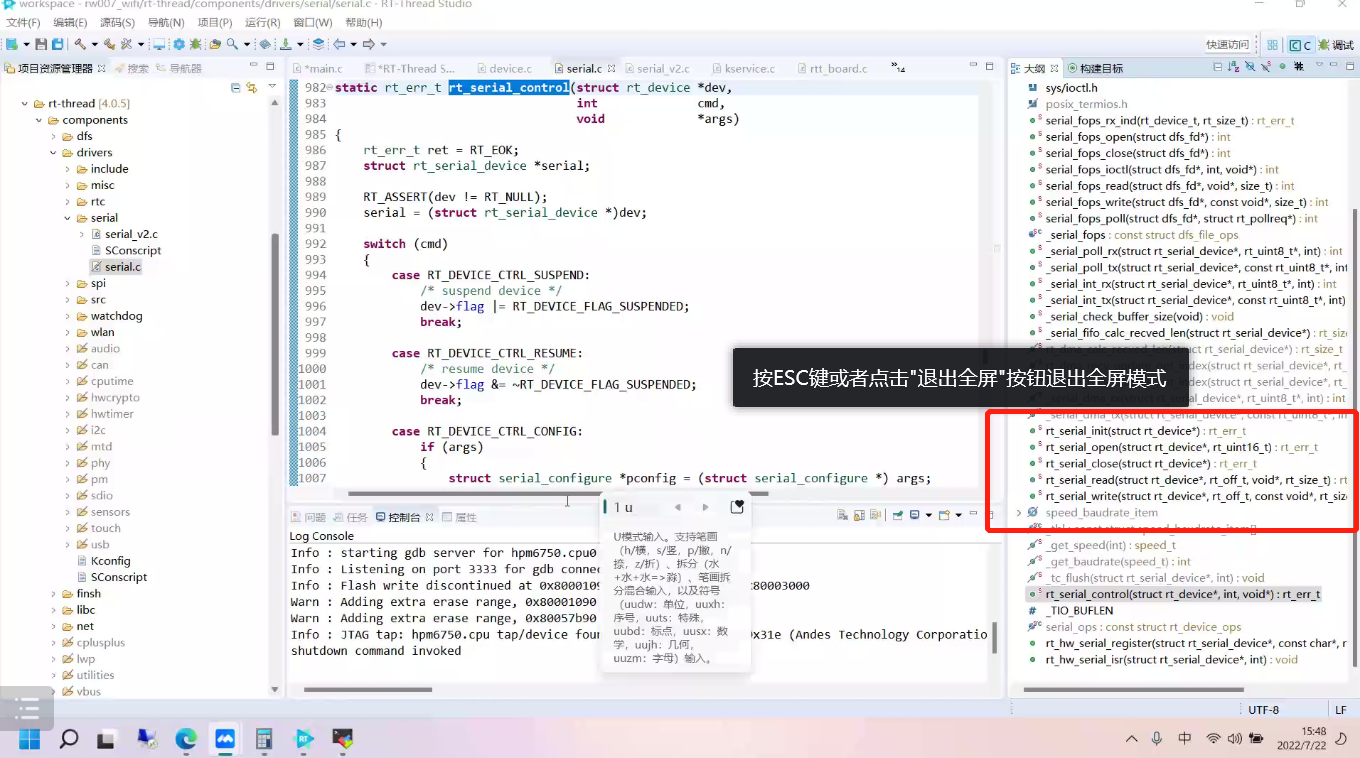 workspace - rw007_wifi/rt-thread/components/drivers/serial/serial.c - RT-Thread Studio
文件(F) 编辑(E) 源码(S) 导航(N) 项目(P) 运行(R) 窗口(W) 帮助(H)
快速访问
C 调试
项目资源管理器 搜索 导航器
rt-thread [4.0.5]
components
dfs
drivers
include
misc
rtc
serial
serial_v2.c
SConscript
serial.c
spi
src
watchdog
wlan
audio
can
cputime
hwcrypto
hwtimer
i2c
mtd
phy
pm
sdio
sensors
touch
usb
Kconfig
SConscript
finsh
libc
net
cplusplus
lwp
utilities
vbus
*main.c *RT-Thread S... device.c serial.c serial_v2.c kservice.c rtt_board.c »14
982 static rt_err_t rt_serial_control(struct rt_device *dev,
983 int cmd,
984 void *args)
985 {
986 rt_err_t ret = RT_EOK;
987 struct rt_serial_device *serial;
988
989 RT_ASSERT(dev != RT_NULL);
990 serial = (struct rt_serial_device *)dev;
991
992 switch (cmd)
993 {
994 case RT_DEVICE_CTRL_SUSPEND:
995 /* suspend device */
996 dev->flag |= RT_DEVICE_FLAG_SUSPENDED;
997 break;
998
999 case RT_DEVICE_CTRL_RESUME:
1000 /* resume device */
1001 dev->flag &= ~RT_DEVICE_FLAG_SUSPENDED;
1002 break;
1003
1004 case RT_DEVICE_CTRL_CONFIG:
1005 if (args)
1006 {
1007 struct serial_configure *pconfig = (struct serial_configure *) args;
问题 任务 控制台 属性
Log Console
Info : starting gdb server for hpm6750.cpu0
Info : Listening on port 3333 for gdb connec
Info : Flash write discontinued at 0x8000109 80003000
Warn : Adding extra erase range, 0x80001090
Warn : Adding extra erase range, 0x80057b90
Info : JTAG tap: hpm6750.cpu tap/device foun 0x31e (Andes Technology Corporatio
shutdown command invoked
1 u
U模式输入。支持笔画
（h/横，s/竖，p/撇，n/
捺，z/折）、拆分（水
+水+水=>淼）、笔画拆
分混合输入，以及符号
（uudw：单位，uuxh：
序号，uuts：特殊，
uubd：标点，uusx：数
学，uujh：几何，
uuzm：字母）输入。
按ESC键或者点击"退出全屏"按钮退出全屏模式
大纲 构建目标
sys/ioctl.h
posix_termios.h
serial_fops_rx_ind(rt_device_t, rt_size_t) : rt_err_t
serial_fops_open(struct dfs_fd*) : int
serial_fops_close(struct dfs_fd*) : int
serial_fops_ioctl(struct dfs_fd*, int, void*) : int
serial_fops_read(struct dfs_fd*, void*, size_t) : int
serial_fops_write(struct dfs_fd*, const void*, size_t) : int
serial_fops_poll(struct dfs_fd*, struct rt_pollreq*) : int
_serial_fops : const struct dfs_file_ops
_serial_poll_rx(struct rt_serial_device*, rt_uint8_t*, int) : int
_serial_poll_tx(struct rt_serial_device*, const rt_uint8_t*, int
_serial_int_rx(struct rt_serial_device*, rt_uint8_t*, int) : int
_serial_int_tx(struct rt_serial_device*, const rt_uint8_t*, int)
_serial_check_buffer_size(void) : void
_serial_fifo_calc_recved_len(struct rt_serial_device*) : rt_size
rt_serial_init(struct rt_device*) : rt_err_t
rt_serial_open(struct rt_device*, rt_uint16_t) : rt_err_t
rt_serial_close(struct rt_device*) : rt_err_t
rt_serial_read(struct rt_device*, rt_off_t, void*, rt_size_t) : r
rt_serial_write(struct rt_device*, rt_off_t, const void*, rt_size
speed_baudrate_item
_get_speed(int) : speed_t
_get_baudrate(speed_t) : int
_tc_flush(struct rt_serial_device*, int) : void
rt_serial_control(struct rt_device*, int, void*) : rt_err_t
_TIO_BUFLEN
serial_ops : const struct rt_device_ops
rt_hw_serial_register(struct rt_serial_device*, const char*, r
rt_hw_serial_isr(struct rt_serial_device*, int) : void
UTF-8 LF
中
15:48
2022/7/22